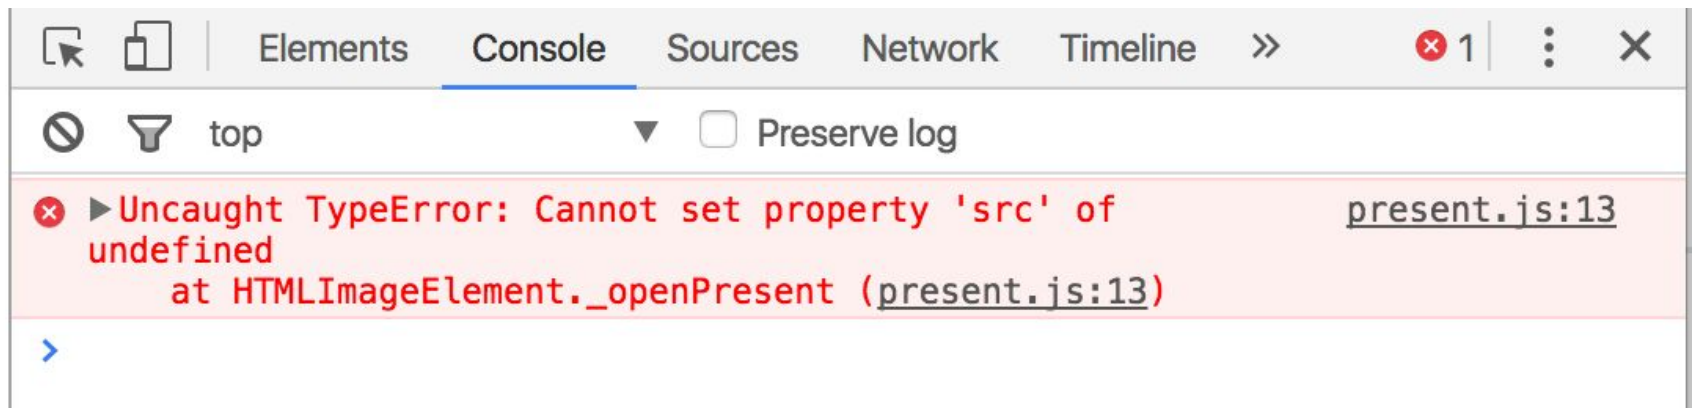 Elements Console Sources Network Timeline » 1
top ▼ Preserve log
▶Uncaught TypeError: Cannot set property 'src' of present.js:13
undefined
at HTMLImageElement._openPresent (present.js:13)
>